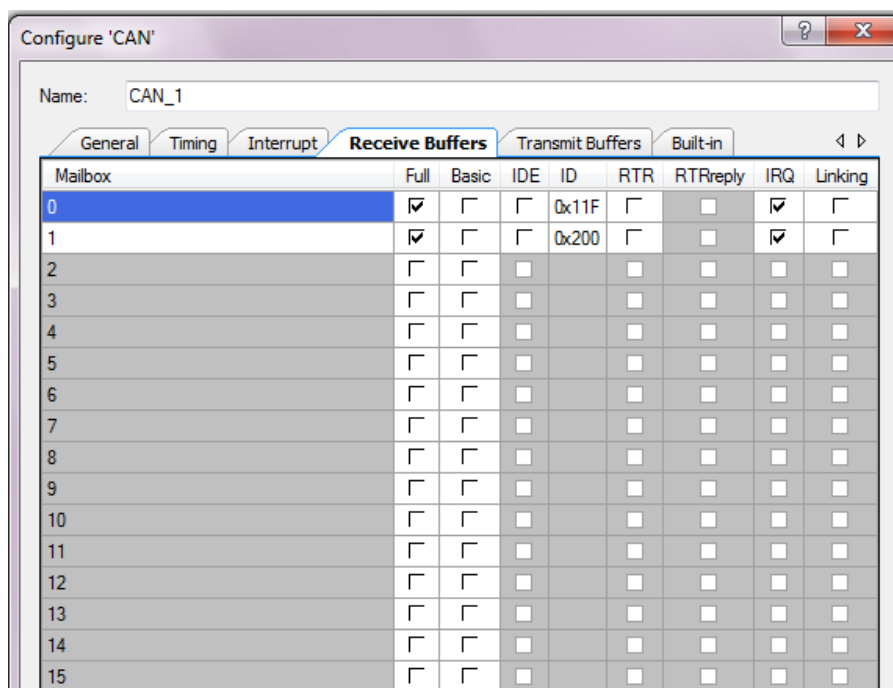 Configure 'CAN'
Name: CAN_1
General Timing Interrupt Receive Buffers Transmit Buffers Built-in
Mailbox Full Basic IDE ID RTR RTRreply IRQ Linking
0 0x11F
1 0x200
2
3
4
5
6
7
8
9
10
11
12
13
14
15